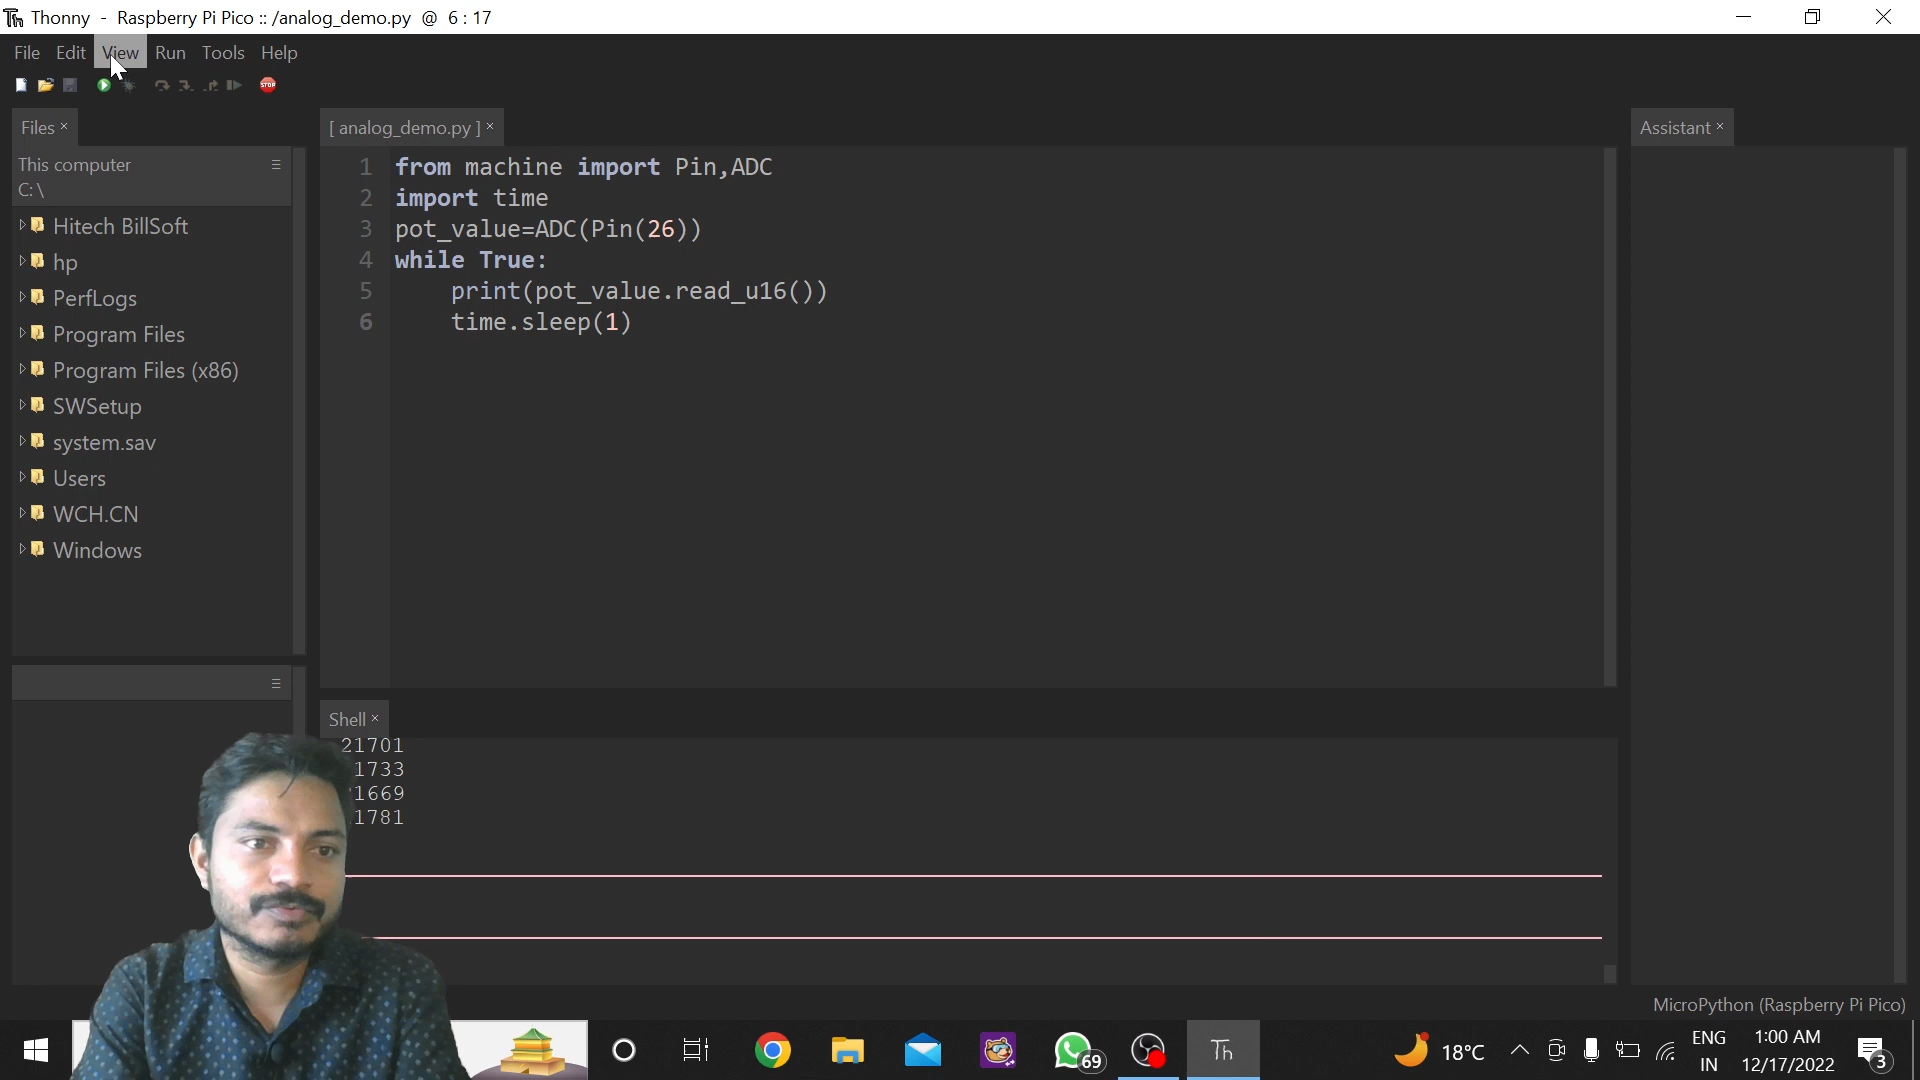 Thonny - Raspberry Pi Pico :: /analog_demo.py @ 6 : 17
File Edit View Run Tools Help
STOP
Files ×
This computer
C:\
Hitech BillSoft
hp
PerfLogs
Program Files
Program Files (x86)
SWSetup
system.sav
Users
WCH.CN
Windows
[ analog_demo.py ] ×
1 from machine import Pin,ADC
2 import time
3 pot_value=ADC(Pin(26))
4 while True:
5 print(pot_value.read_u16())
6 time.sleep(1)
Shell ×
21701
1733
1669
1781
Assistant ×
MicroPython (Raspberry Pi Pico)
69
Th
18°C
ENG
IN
1:00 AM
12/17/2022
3